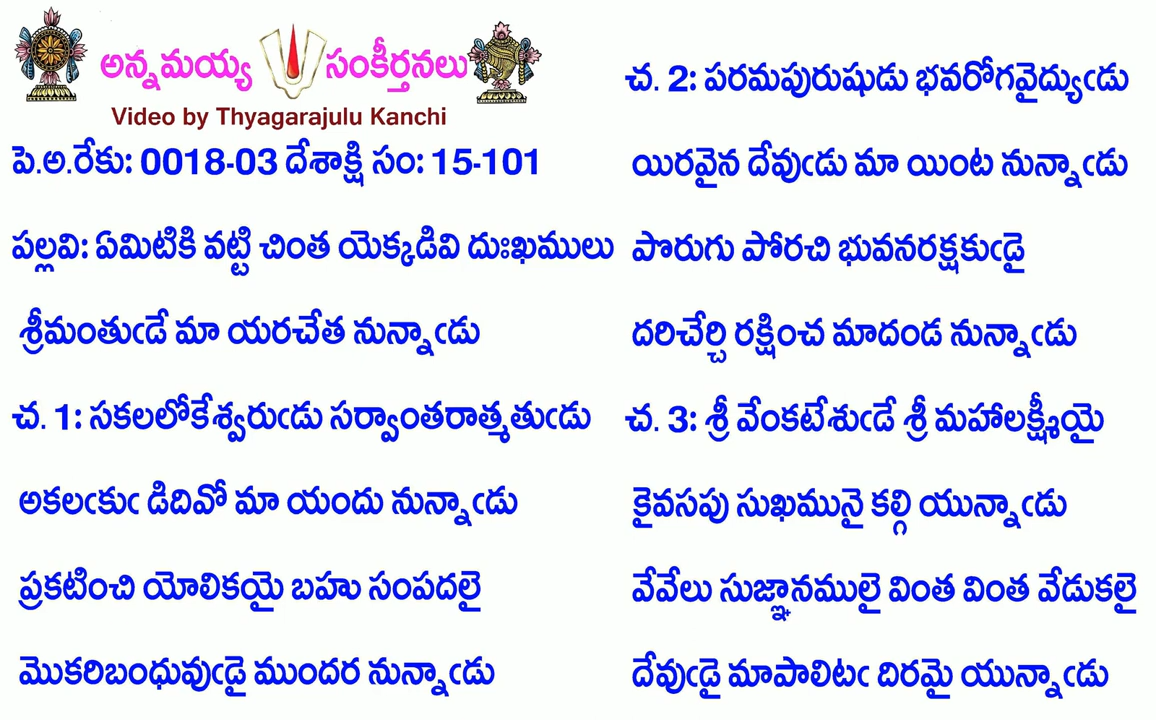 అన్నమయ్య సంకీర్తనలు
Video by Thyagarajulu Kanchi
పె.అ.రేకు: 0018-03 దేశాక్షి సం: 15-101
పల్లవి: ఏమిటికి వట్టి చింత యెక్కడివి దుఃఖములు
శ్రీమంతుఁడే మా యరచేత నున్నాఁడు
చ. 1: సకలలోకేశ్వరుఁడు సర్వాంతరాత్మతుఁడు
అకలఁకుఁ డిదివో మా యందు నున్నాఁడు
ప్రకటించి యోలికయై బహు సంపదలై
మొకరిబంధువుఁడై ముందర నున్నాఁడు
చ. 2: పరమపురుషుడు భవరోగవైద్యుఁడు
యిరవైన దేవుఁడు మా యింట నున్నాఁడు
పొరుగు పోరచి భువనరక్షకుఁడై
దరిచేర్చి రక్షించ మాదండ నున్నాఁడు
చ. 3: శ్రీ వేంకటేశుఁడే శ్రీ మహాలక్ష్మీయై
కైవసపు సుఖమునై కల్గి యున్నాఁడు
వేవేలు సుజ్ఞానములై వింత వింత వేడుకలై
దేవుఁడై మాపాలిటఁ దిరమై యున్నాఁడు